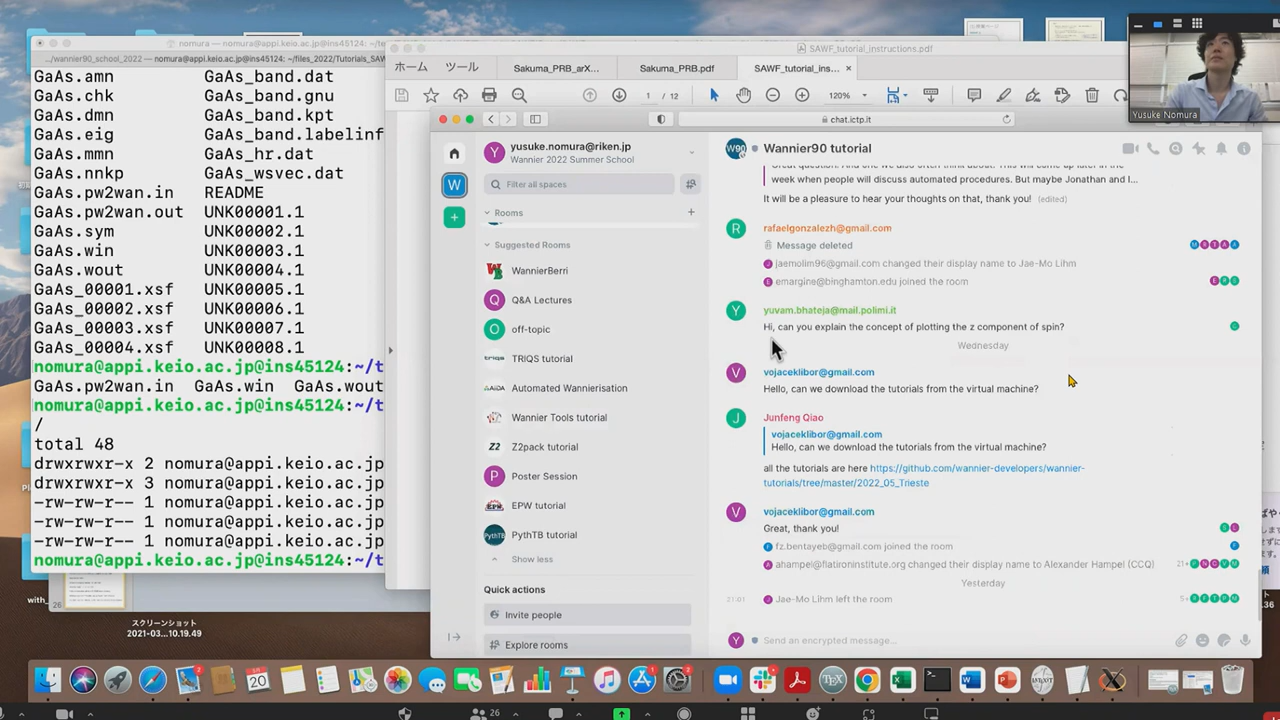 nomura — nomura@appi.keio.ac.jp@ins45124: ~/te
.../wannier90_school_2022 — nomura@appi.keio.ac.jp@ins45124: ~/files_2022/Tutorials_SAW
GaAs.amn GaAs_band.dat
GaAs.chk GaAs_band.gnu
GaAs.dmn GaAs_band.kpt
GaAs.eig GaAs_band.labelinf
GaAs.mmn GaAs_hr.dat
GaAs.nnkp GaAs_wsvec.dat
GaAs.pw2wan.in README
GaAs.pw2wan.out UNK00001.1
GaAs.sym UNK00002.1
GaAs.win UNK00003.1
GaAs.wout UNK00004.1
GaAs_00001.xsf UNK00005.1
GaAs_00002.xsf UNK00006.1
GaAs_00003.xsf UNK00007.1
GaAs_00004.xsf UNK00008.1
nomura@appi.keio.ac.jp@ins45124:~/t
GaAs.pw2wan.in GaAs.win GaAs.wout
nomura@appi.keio.ac.jp@ins45124:~/t
/
total 48
drwxrwxr-x 2 nomura@appi.keio.ac.jp
drwxrwxr-x 3 nomura@appi.keio.ac.jp
-rw-rw-r-- 1 nomura@appi.keio.ac.jp
-rw-rw-r-- 1 nomura@appi.keio.ac.jp
-rw-rw-r-- 1 nomura@appi.keio.ac.jp
nomura@appi.keio.ac.jp@ins45124:~/t
SAWF_tutorial_instructions.pdf
ホーム ツール Sakuma_PRB_arX... Sakuma_PRB.pdf SAWF_tutorial_ins... ×
1 / 12 120%
Yusuke Nomura
chat.ictp.it
Y yusuke.nomura@riken.jp
Wannier 2022 Summer School
W
Filter all spaces
Rooms
Suggested Rooms
WannierBerri
Q Q&A Letures
O off-topic
TRIQS TRIQS tutorial
AiiDA Automated Wannierisation
Wannier Tools tutorial
Z2 Z2pack tutorial
P Poster Session
EPW EPW tutorial
PythTB PythTB tutorial
Show less
Quick actions
Invite people
Explore rooms
W90 Wannier90 tutorial
week when people will discuss automated procedures. But maybe Jonathan and I...
It will be a pleasure to hear your thoughts on that, thank you! (edited)
R rafaelgonzalezh@gmail.com
Message deleted
jaemolim96@gmail.com changed their display name to Jae-Mo Lihm
emargine@binghamton.edu joined the room
Y yuvam.bhateja@mail.polimi.it
Hi, can you explain the concept of plotting the z component of spin?
Wednesday
V vojaceklibor@gmail.com
Hello, can we download the tutorials from the virtual machine?
J Junfeng Qiao
vojaceklibor@gmail.com
Hello, can we download the tutorials from the virtual machine?
all the tutorials are here https://github.com/wannier-developers/wannier-
tutorials/tree/master/2022_05_Trieste
V vojaceklibor@gmail.com
Great, thank you!
fz.bentayeb@gmail.com joined the room
ahampel@flatironinstitute.org changed their display name to Alexander Hampel (CCQ)
Yesterday
21:01 Jae-Mo Lihm left the room
Y Send an encrypted message...
with_
26
スクリーンショット
2021-03....10.19.49
20
TEX
26